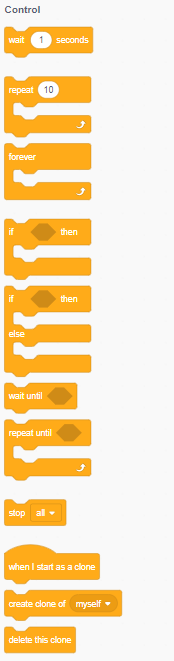 Control
wait 1 seconds
repeat 10
forever
if then
if then
else
wait until
repeat until
stop all
when I start as a clone
create clone of myself
delete this clone